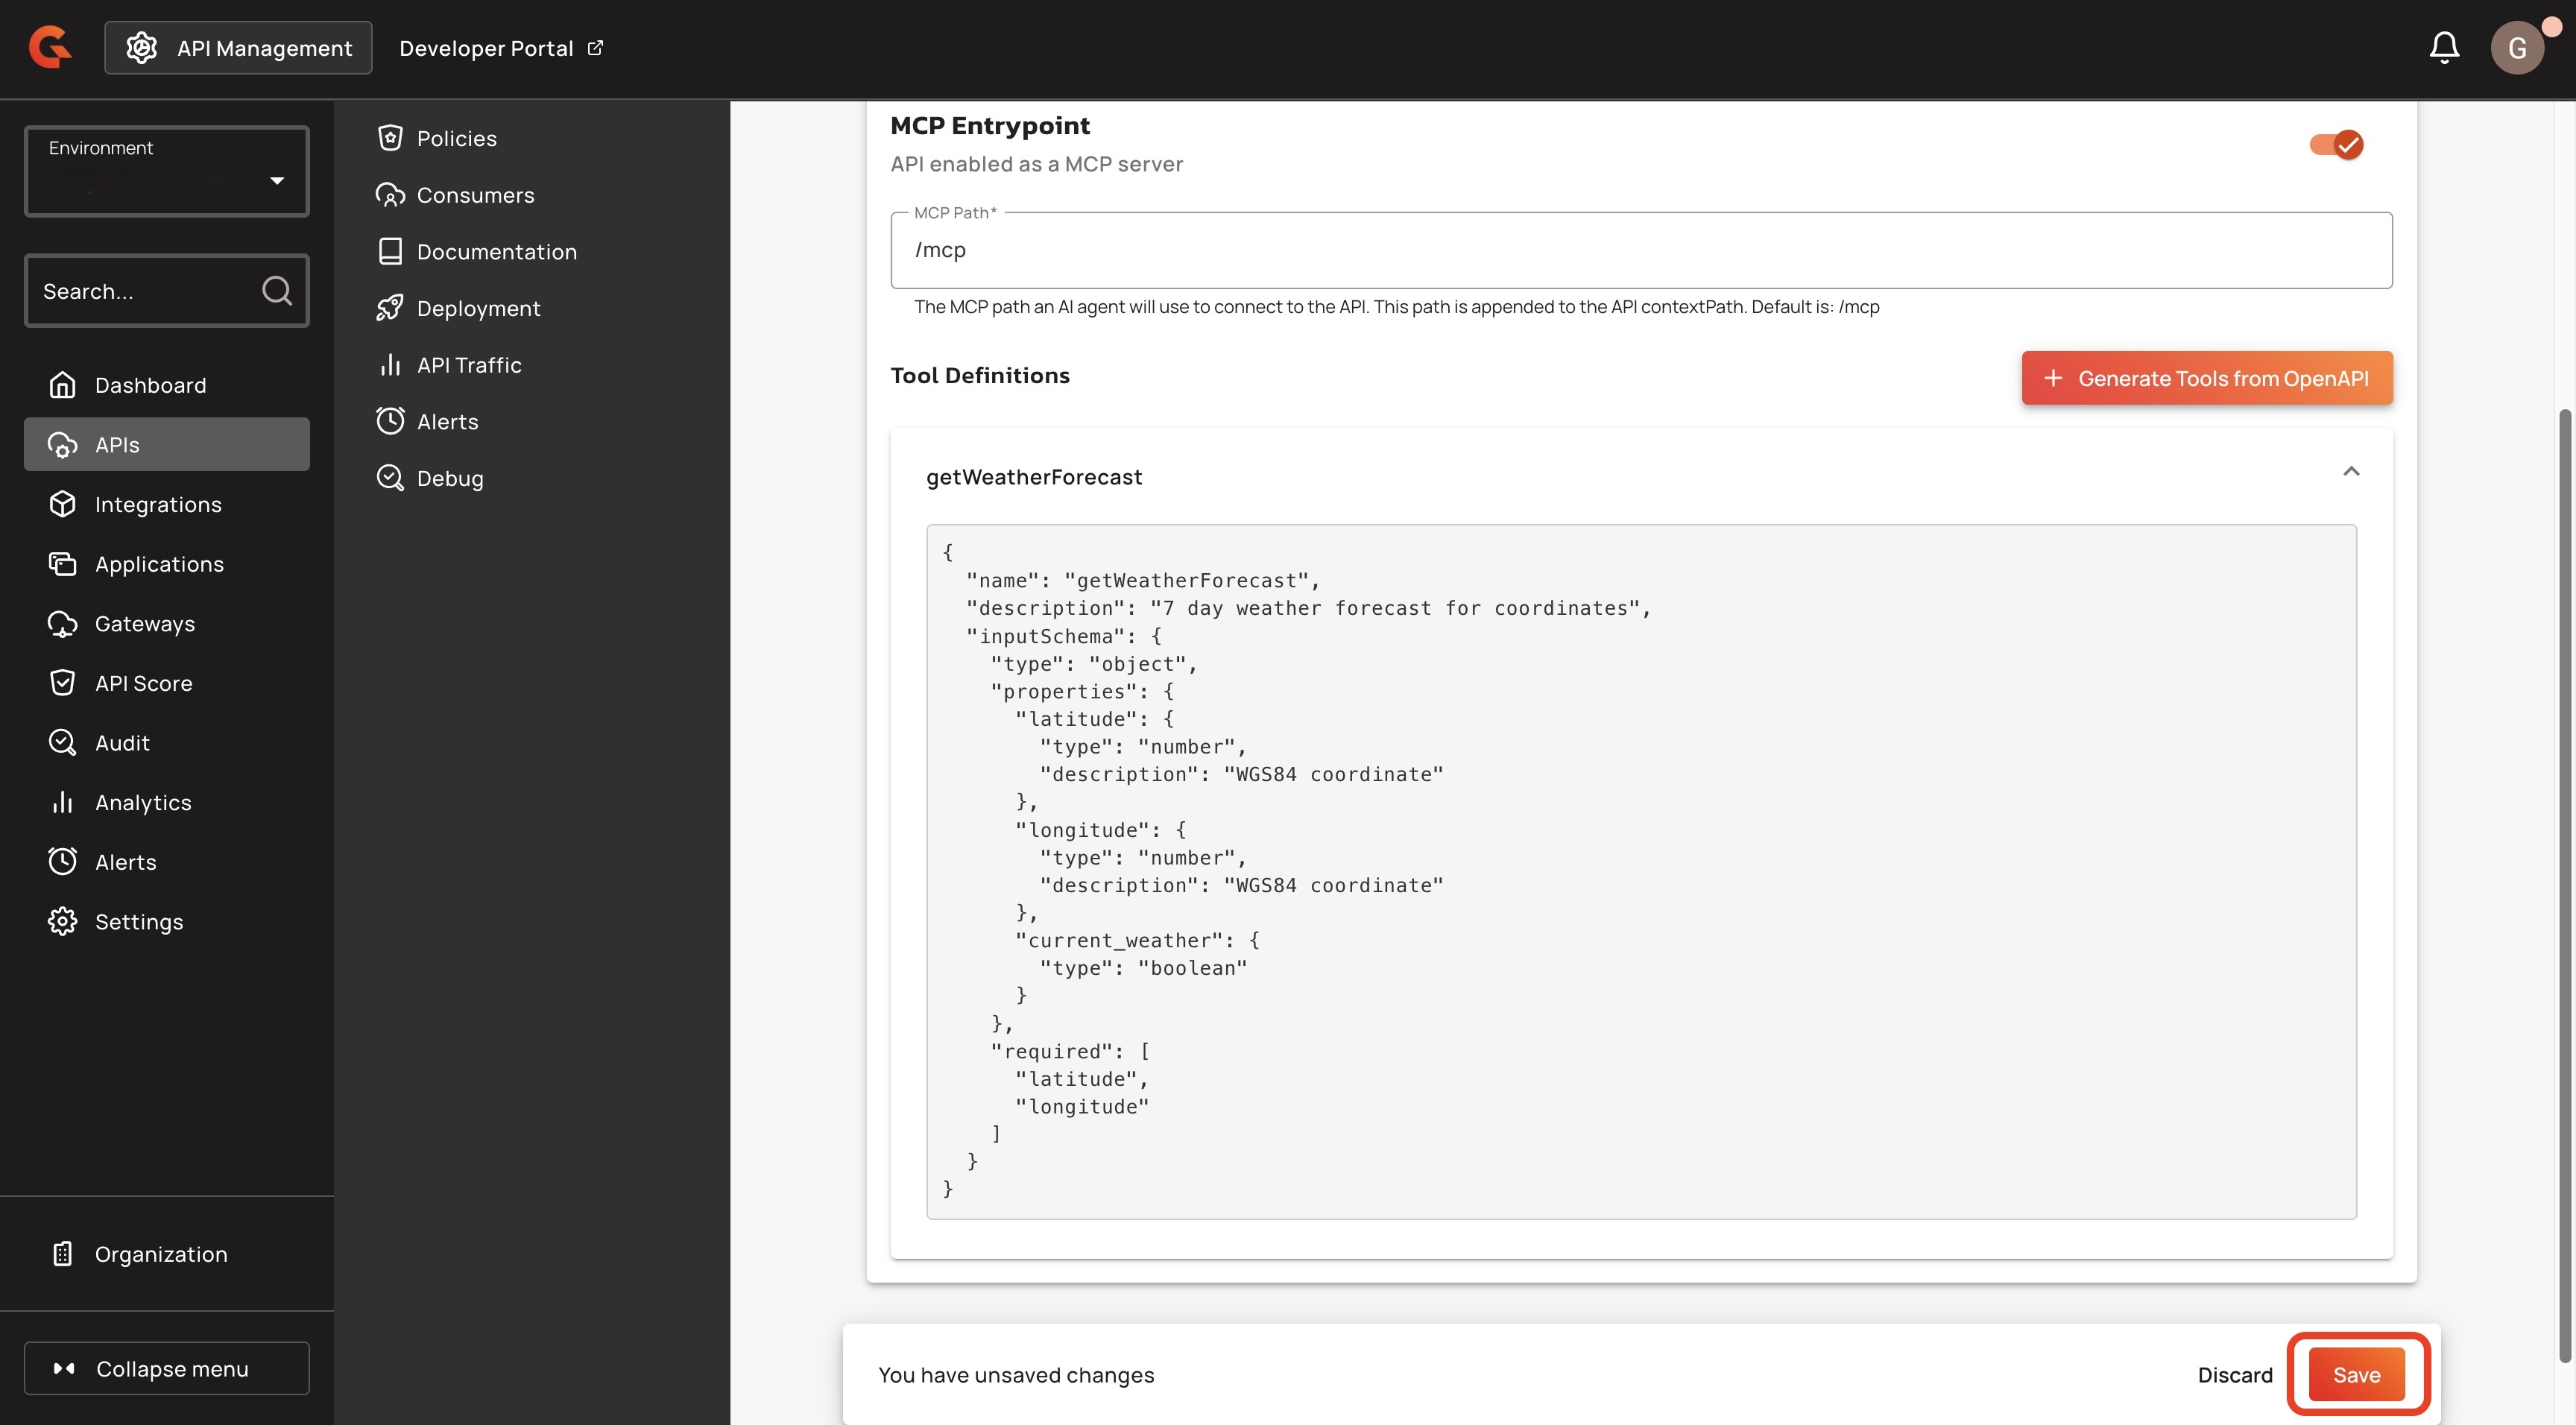 API Management
Developer Portal
G
Environment
Search...
Dashboard
APIs
Integrations
Applications
Gateways
API Score
Audit
Analytics
Alerts
Settings
Organization
Collapse menu
Policies
Consumers
Documentation
Deployment
API Traffic
Alerts
Debug
MCP Entrypoint
API enabled as a MCP server
MCP Path*
/mcp
The MCP path an AI agent will use to connect to the API. This path is appended to the API contextPath. Default is: /mcp
Tool Definitions
+ Generate Tools from OpenAPI
getWeatherForecast
{
  "name": "getWeatherForecast",
  "description": "7 day weather forecast for coordinates",
  "inputSchema": {
    "type": "object",
    "properties": {
      "latitude": {
        "type": "number",
        "description": "WGS84 coordinate"
      },
      "longitude": {
        "type": "number",
        "description": "WGS84 coordinate"
      },
      "current_weather": {
        "type": "boolean"
      }
    },
    "required": [
      "latitude",
      "longitude"
    ]
  }
}
You have unsaved changes
Discard
Save